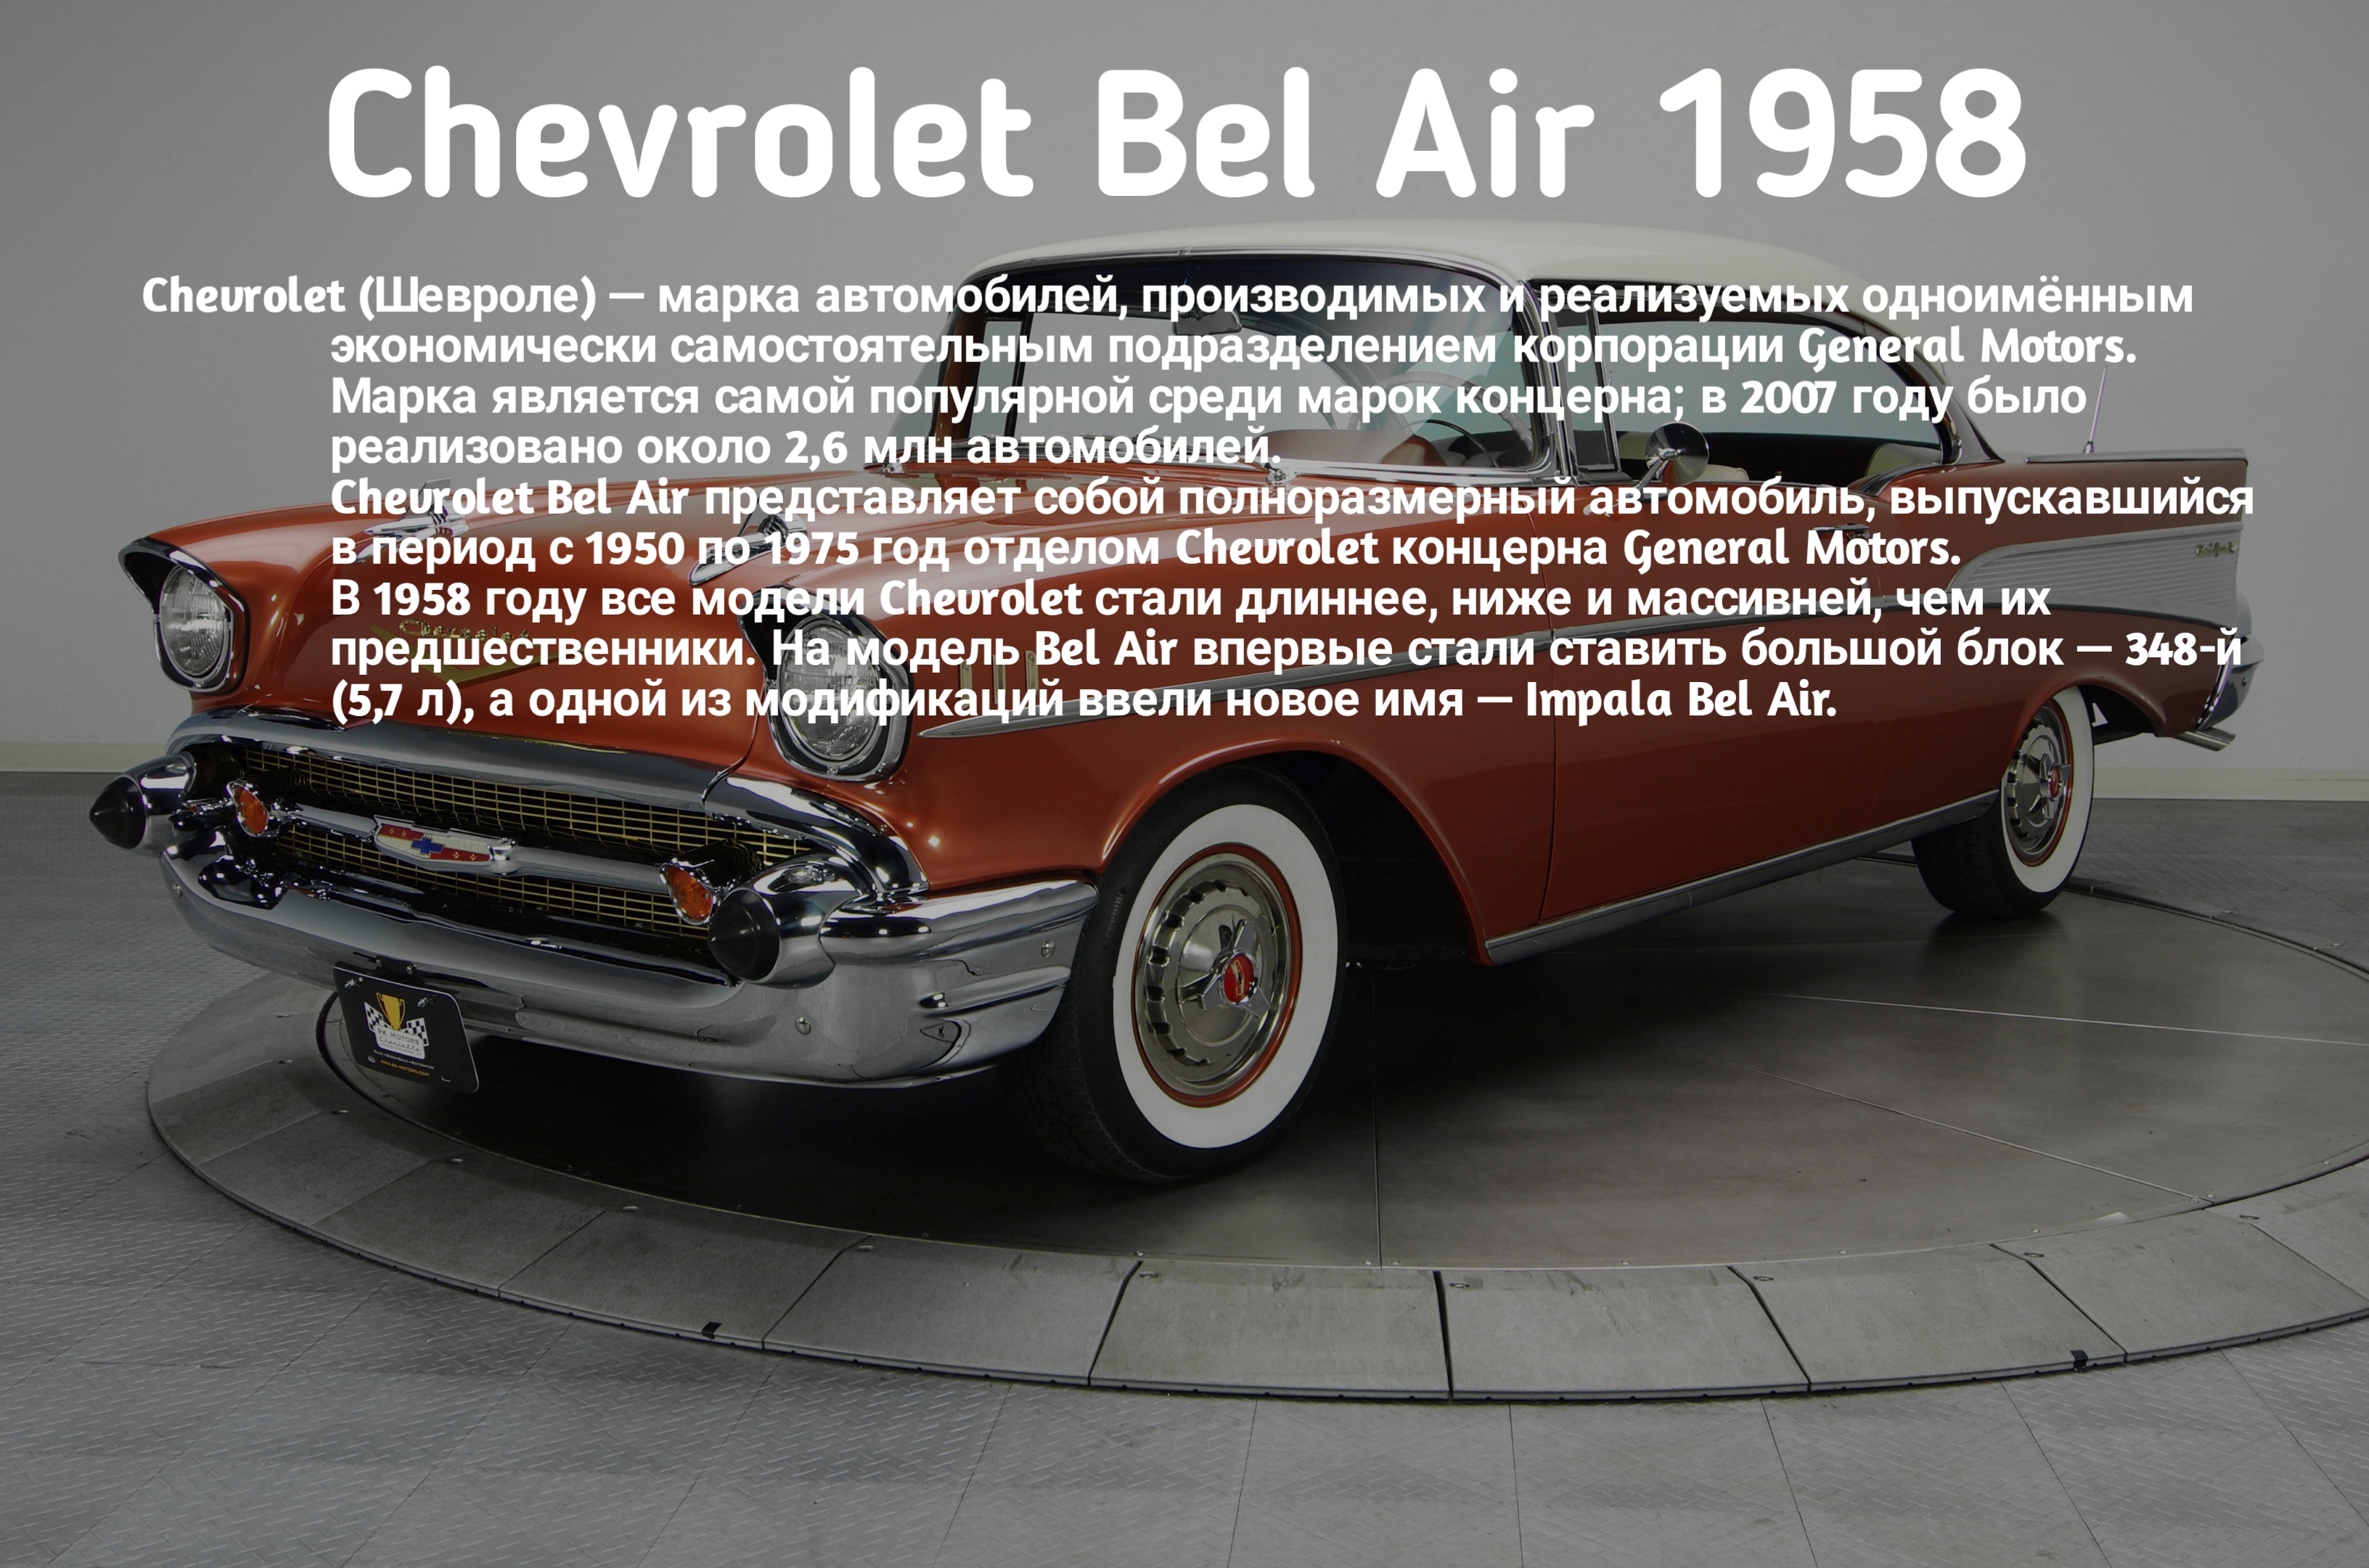 Chevrolet Bel Air 1958
Chevrolet (Шевроле) — марка автомобилей, производимых и реализуемых одноимённым
экономически самостоятельным подразделением корпорации General Motors.
Марка является самой популярной среди марок концерна; в 2007 году было
реализовано около 2,6 млн автомобилей.
Chevrolet Bel Air представляет собой полноразмерный автомобиль, выпускавшийся
в период с 1950 по 1975 год отделом Chevrolet концерна General Motors.
В 1958 году все модели Chevrolet стали длиннее, ниже и массивней, чем их
предшественники. На модель Bel Air впервые стали ставить большой блок — 348-й
(5,7 л), а одной из модификаций ввели новое имя — Impala Bel Air.
Chevrolet
RK MOTORS
Charlotte